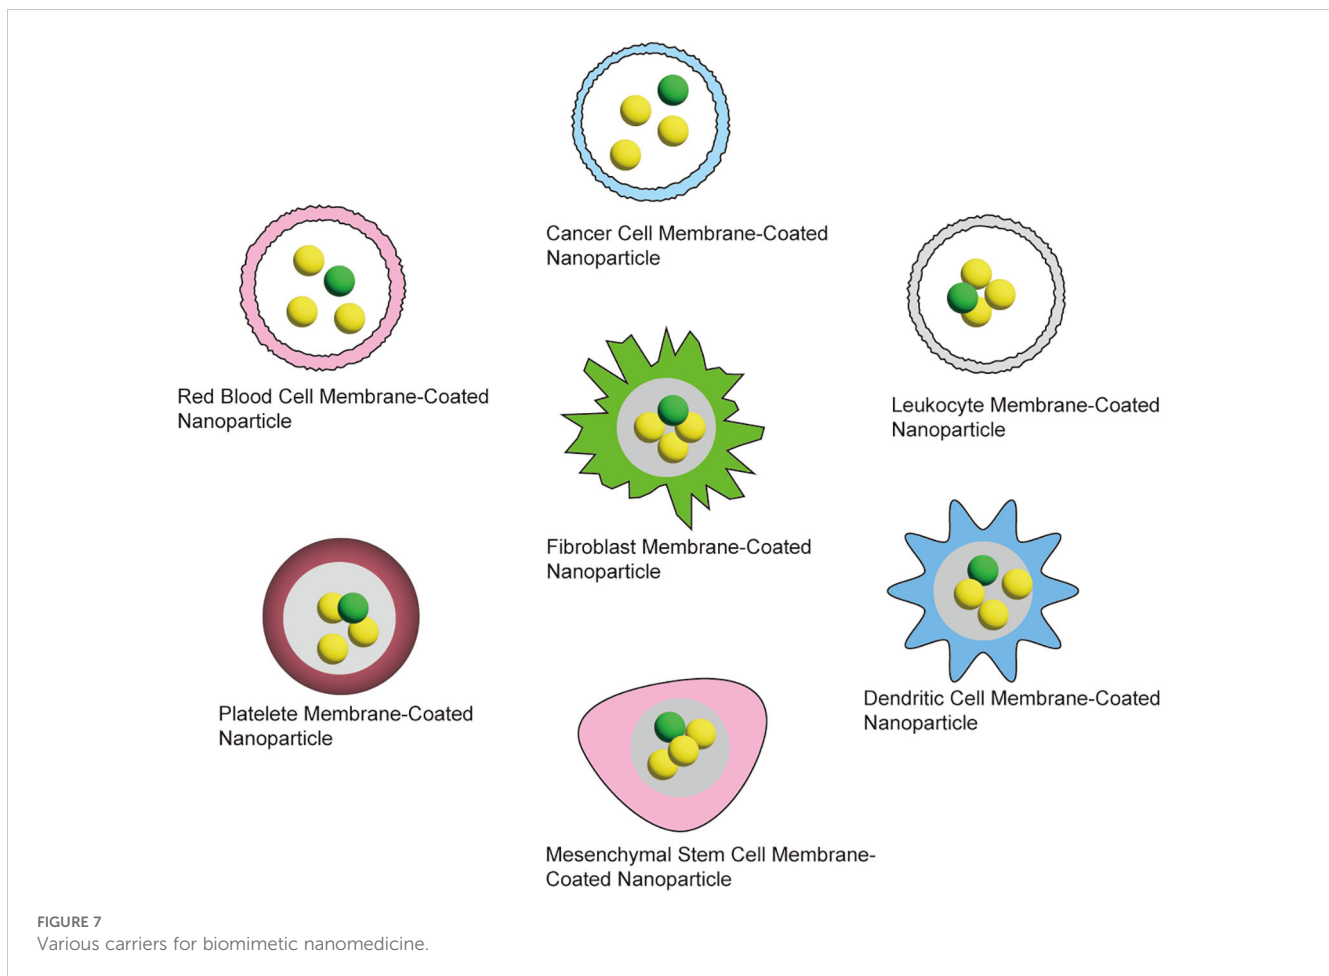 Cancer Cell Membrane-Coated
Nanoparticle
Red Blood Cell Membrane-Coated
Nanoparticle
Leukocyte Membrane-Coated
Nanoparticle
Fibroblast Membrane-Coated
Nanoparticle
Platelete Membrane-Coated
Nanoparticle
Dendritic Cell Membrane-Coated
Nanoparticle
Mesenchymal Stem Cell Membrane-
Coated Nanoparticle
FIGURE 7
Various carriers for biomimetic nanomedicine.